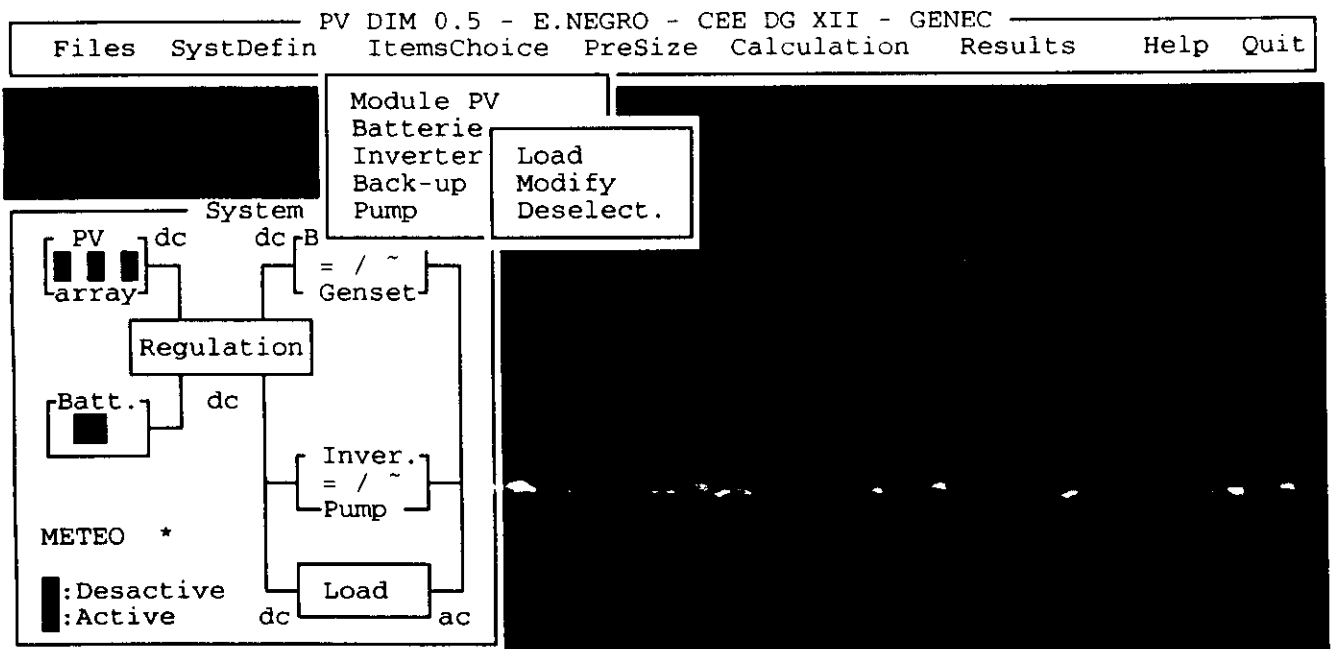 PV DIM 0.5 - E.NEGRO - CEE DG XII - GENEC
Files SystDefin ItemsChoice PreSize Calculation Results Help Quit
Module PV
Batterie
Inverter
Back-up
Pump
Load
Modify
Deselect.
System
PV dc dc B
= / ~
array Genset
Regulation
Batt. dc
Inver.
= / ~
Pump
METEO *
:Desactive Load
:Active dc ac